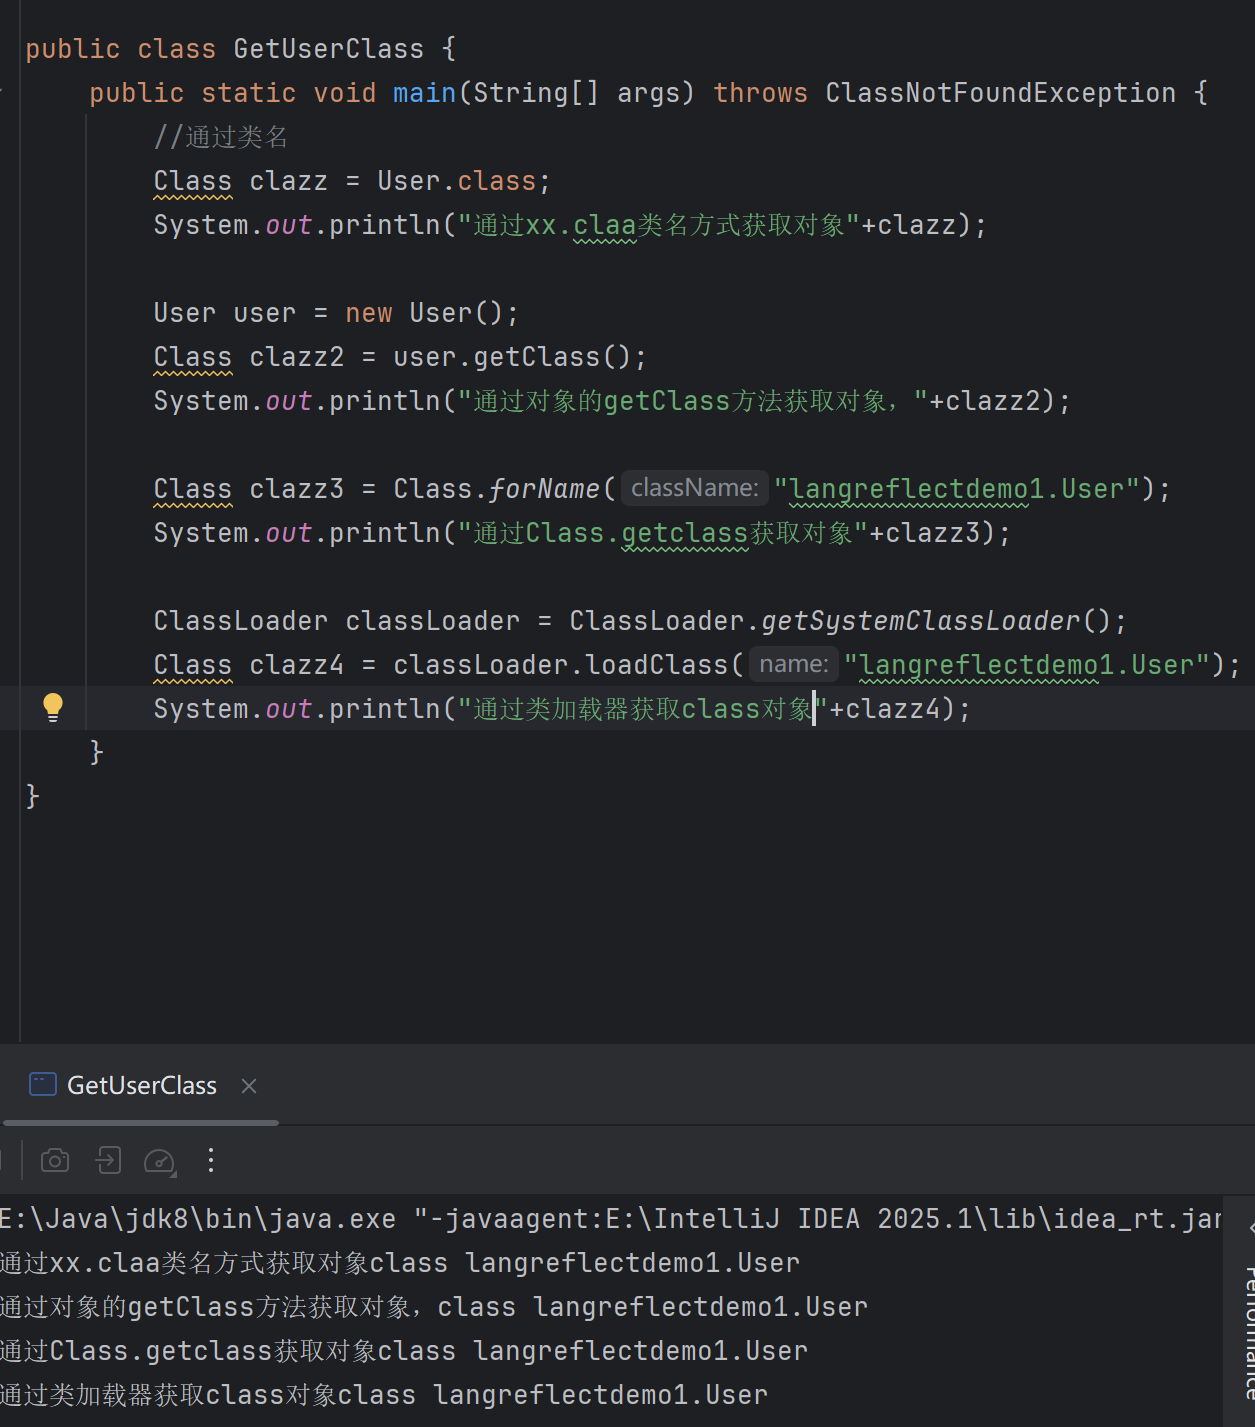 public class GetUserClass {
public static void main(String[] args) throws ClassNotFoundException {
//通过类名
Class clazz = User.class;
System.out.println("通过xx.claa类名方式获取对象"+clazz);
User user = new User();
Class clazz2 = user.getClass();
System.out.println("通过对象的getClass方法获取对象，"+clazz2);
Class clazz3 = Class.forName( className: "langreflectdemo1.User");
System.out.println("通过Class.getclass获取对象"+clazz3);
ClassLoader classLoader = ClassLoader.getSystemClassLoader();
Class clazz4 = classLoader.loadClass( name: "langreflectdemo1.User");
System.out.println("通过类加载器获取class对象"+clazz4);
}
}
GetUserClass
E:\Java\jdk8\bin\java.exe "-javaagent:E:\IntelliJ IDEA 2025.1\lib\idea_rt.jar
通过xx.claa类名方式获取对象class langreflectdemo1.User
通过对象的getClass方法获取对象，class langreflectdemo1.User
通过Class.getclass获取对象class langreflectdemo1.User
通过类加载器获取class对象class langreflectdemo1.User
Performance